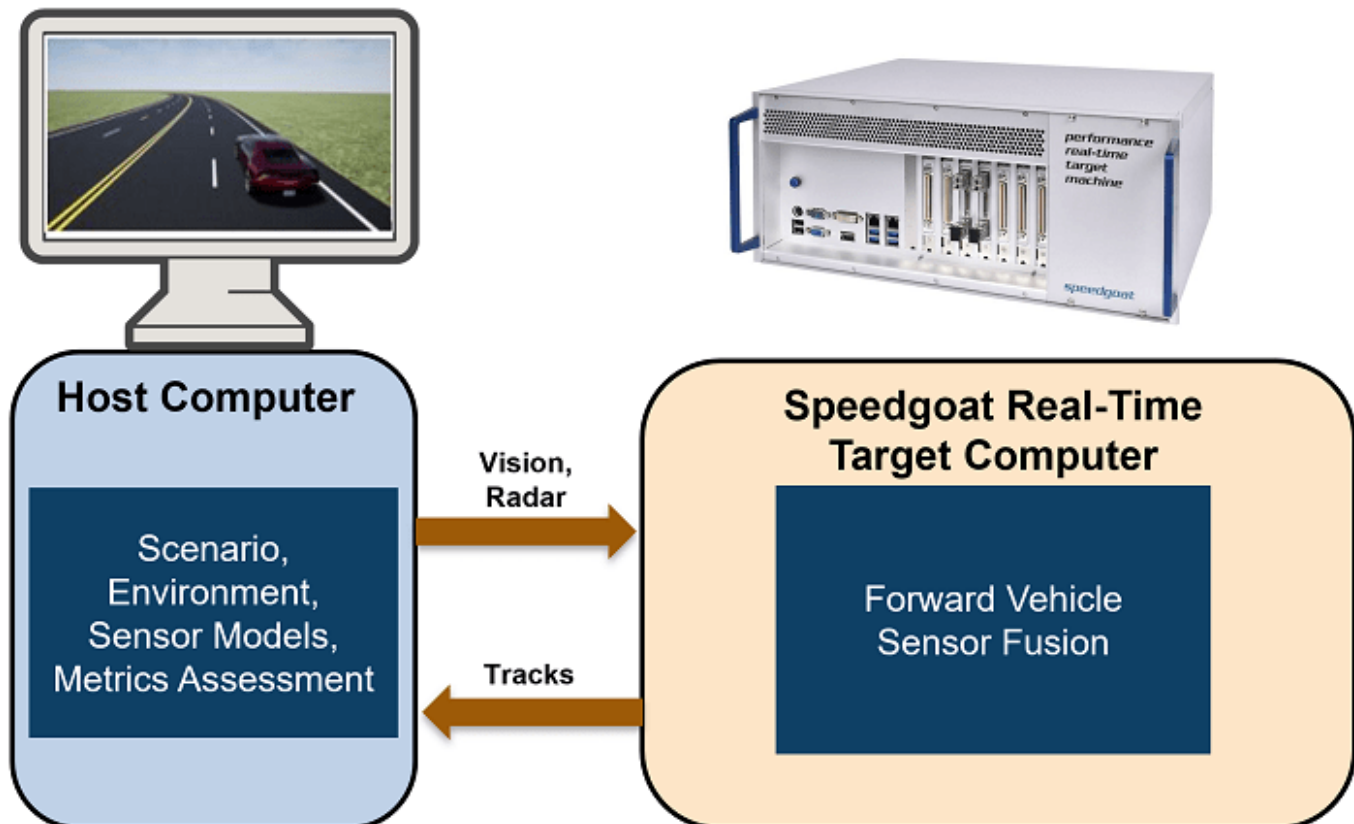 performance
real-time
target
machine
speedgoat
Host Computer
Scenario,
Environment,
Sensor Models,
Metrics Assessment
Vision,
Radar
Tracks
Speedgoat Real-Time
Target Computer
Forward Vehicle
Sensor Fusion